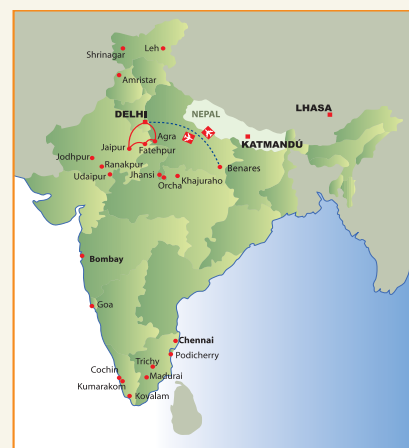 Srinagar
Leh
Amristar
DELHI
NEPAL
LHASA
KATMANDÚ
Agra
Jaipur
Fatehpur
Jodhpur
Ranakpur
Udaipur
Jhansi
Orcha
Khajuraho
Benares
Bombay
Goa
Chennai
Podicherry
Trichy
Cochin
Madurai
Kumarakom
Kovalam